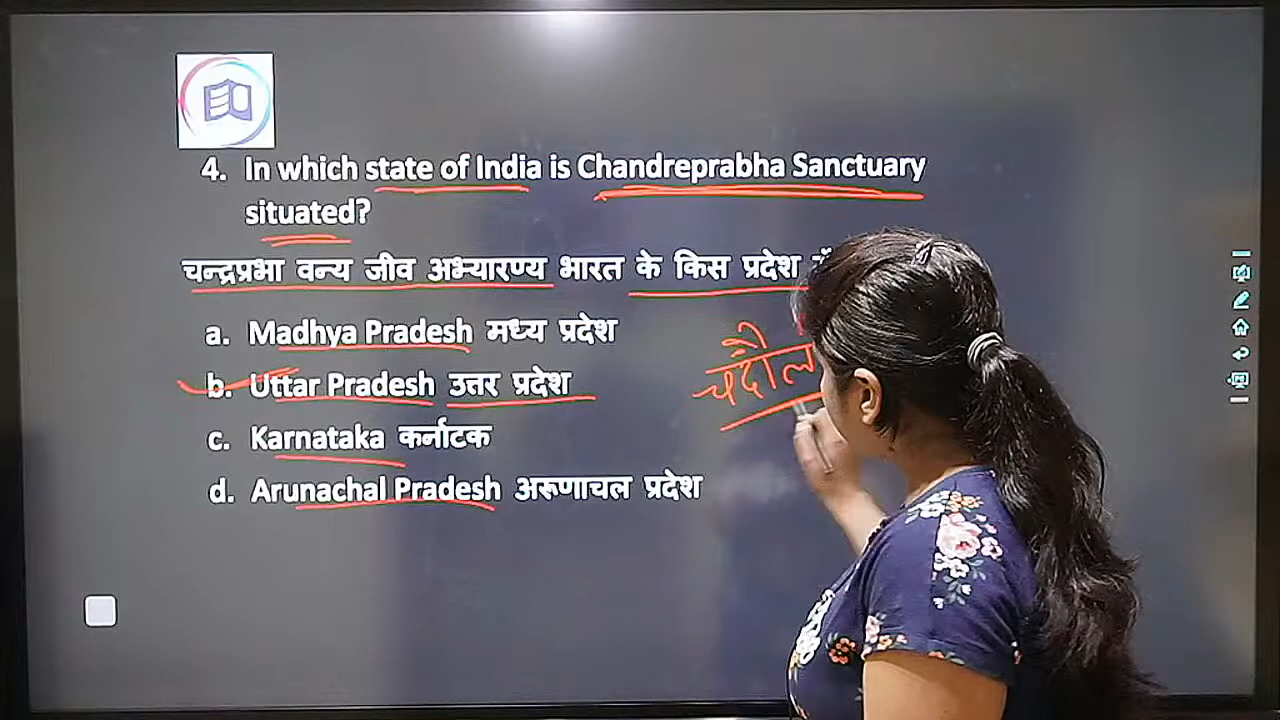 4. In which state of India is Chandreprabha Sanctuary
situated?
चन्द्रप्रभा वन्य जीव अभ्यारण्य भारत के किस प्रदेश
a. Madhya Pradesh मध्य प्रदेश
b. Uttar Pradesh उत्तर प्रदेश
c. Karnataka कर्नाटक
d. Arunachal Pradesh अरूणाचल प्रदेश